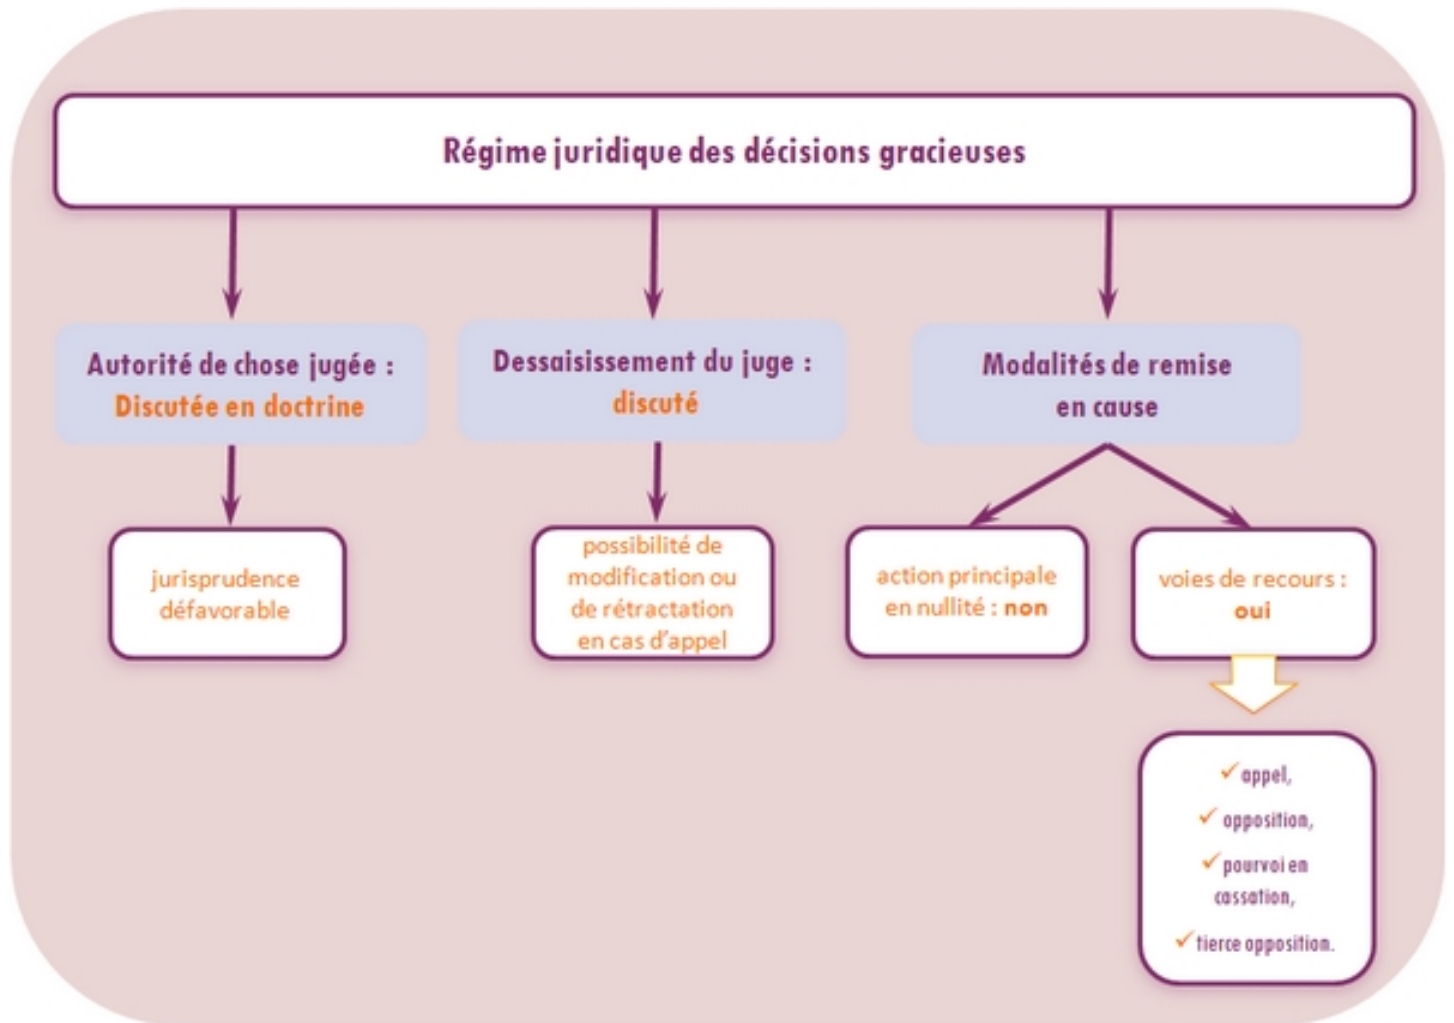 Régime juridique des décisions gracieuses
Autorité de chose jugée :
Discutée en doctrine
jurisprudence
défavorable
Dessaisissement du juge :
discuté
possibilité de
modification ou
de rétractation
en cas d'appel
Modalités de remise
en cause
action principale
en nullité : non
voies de recours :
oui
✓ appel,
✓ opposition,
✓ pourvoi en
cassation,
✓ tierce opposition.